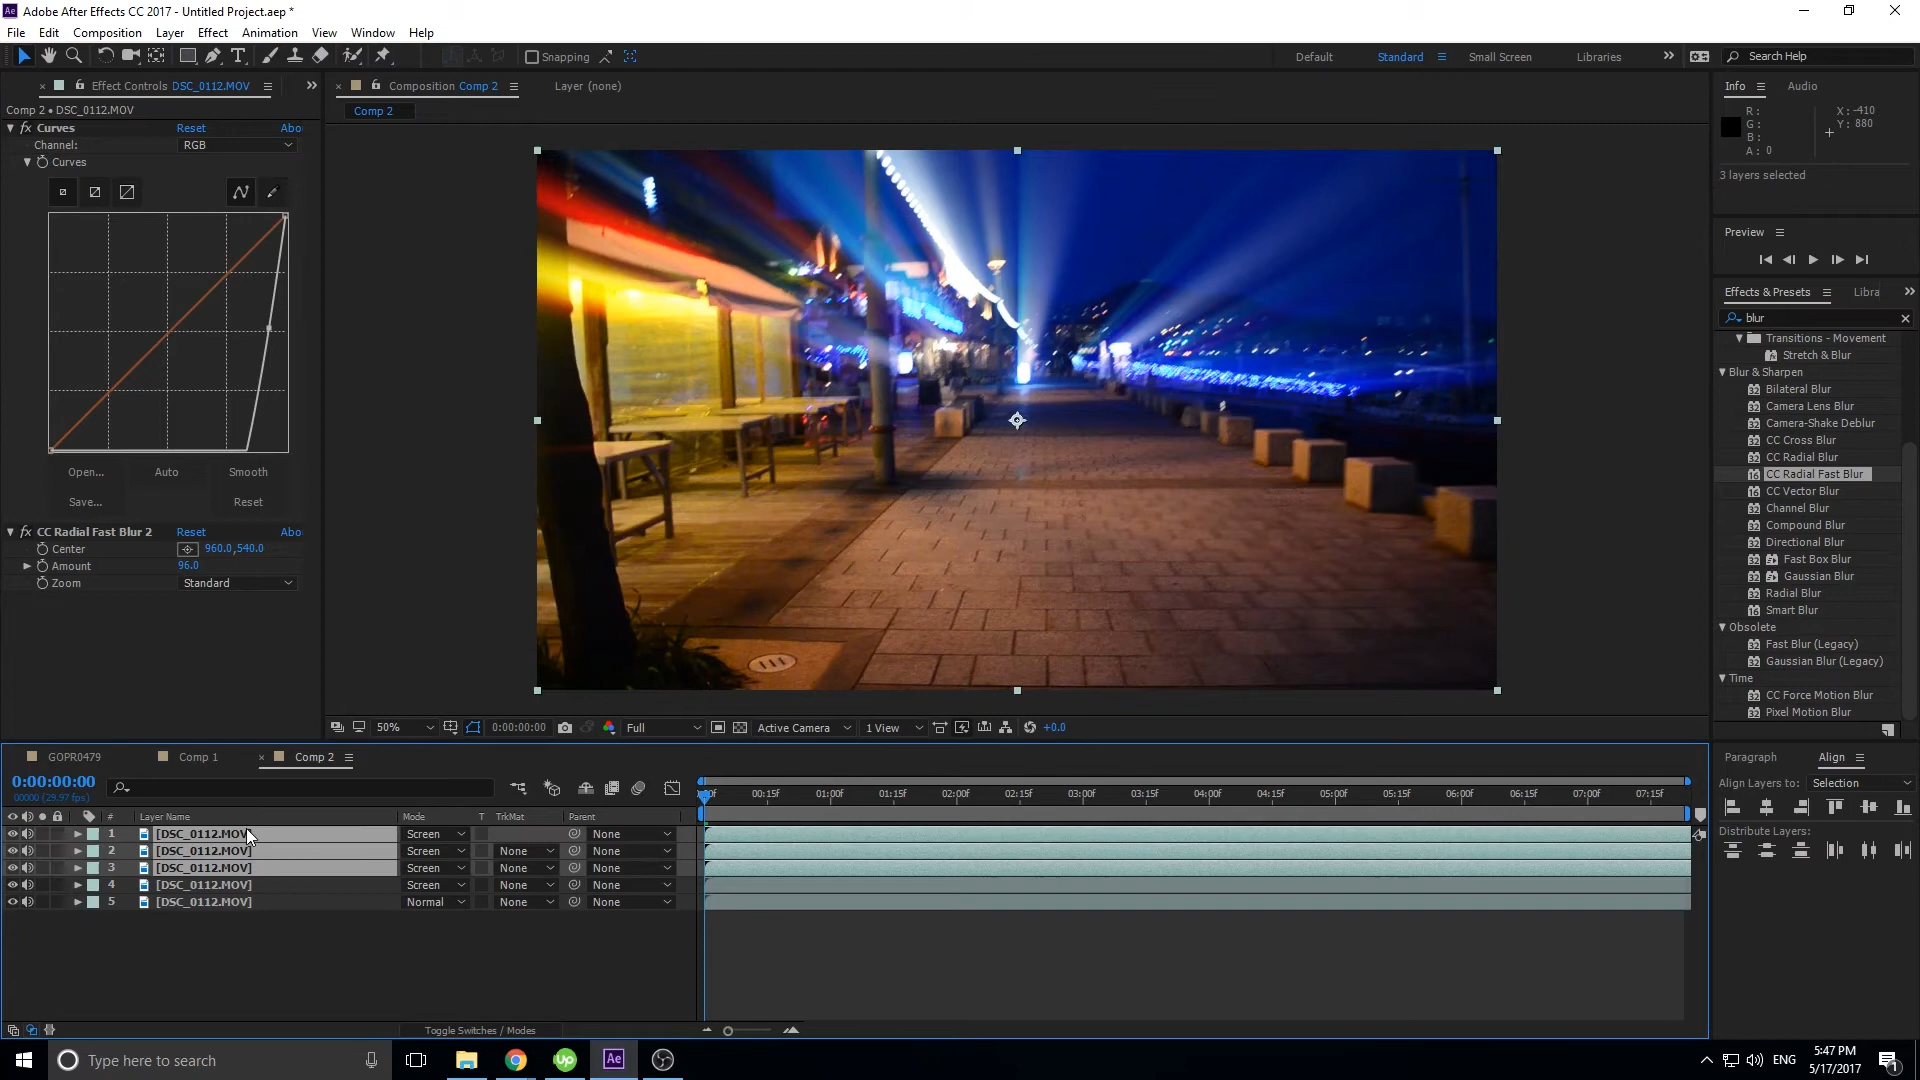 Adobe After Effects CC 2017 - Untitled Project.aep *
File Edit Composition Layer Effect Animation View Window Help
Snapping
Default Standard Small Screen Libraries
Search Help
Effect Controls DSC_0112.MOV
Comp 2 • DSC_0112.MOV
fx Curves Reset Abo
Channel: RGB
Curves
Open... Auto Smooth
Save... Reset
fx CC Radial Fast Blur 2 Reset Abo
Center 960.0,540.0
Amount 96.0
Zoom Standard
Composition Comp 2
Layer (none)
Comp 2
50% 0:00:00:00 Full Active Camera 1 View +0.0
Info Audio
R:
G:
B:
A: 0
X: -410
Y: 880
3 layers selected
Preview
Effects & Presets Libra
blur
Transitions - Movement
Stretch & Blur
Blur & Sharpen
Bilateral Blur
Camera Lens Blur
Camera-Shake Deblur
CC Cross Blur
CC Radial Blur
CC Radial Fast Blur
CC Vector Blur
Channel Blur
Compound Blur
Directional Blur
Fast Box Blur
Gaussian Blur
Radial Blur
Smart Blur
Obsolete
Fast Blur (Legacy)
Gaussian Blur (Legacy)
Time
CC Force Motion Blur
Pixel Motion Blur
Paragraph Align
Align Layers to: Selection
Distribute Layers:
GOPR0479 Comp 1 Comp 2
0:00:00:00
00000 (29.97 fps)
00:15f 01:00f 01:15f 02:00f 02:15f 03:00f 03:15f 04:00f 04:15f 05:00f 05:15f 06:00f 06:15f 07:00f 07:15f
# Layer Name Mode T TrkMat Parent
1 [DSC_0112.MOV] Screen None
2 [DSC_0112.MOV] Screen None None
3 [DSC_0112.MOV] Screen None None
4 [DSC_0112.MOV] Screen None None
5 [DSC_0112.MOV] Normal None None
Toggle Switches / Modes
Type here to search
Up
Ae
ENG
5:47 PM
5/17/2017
1